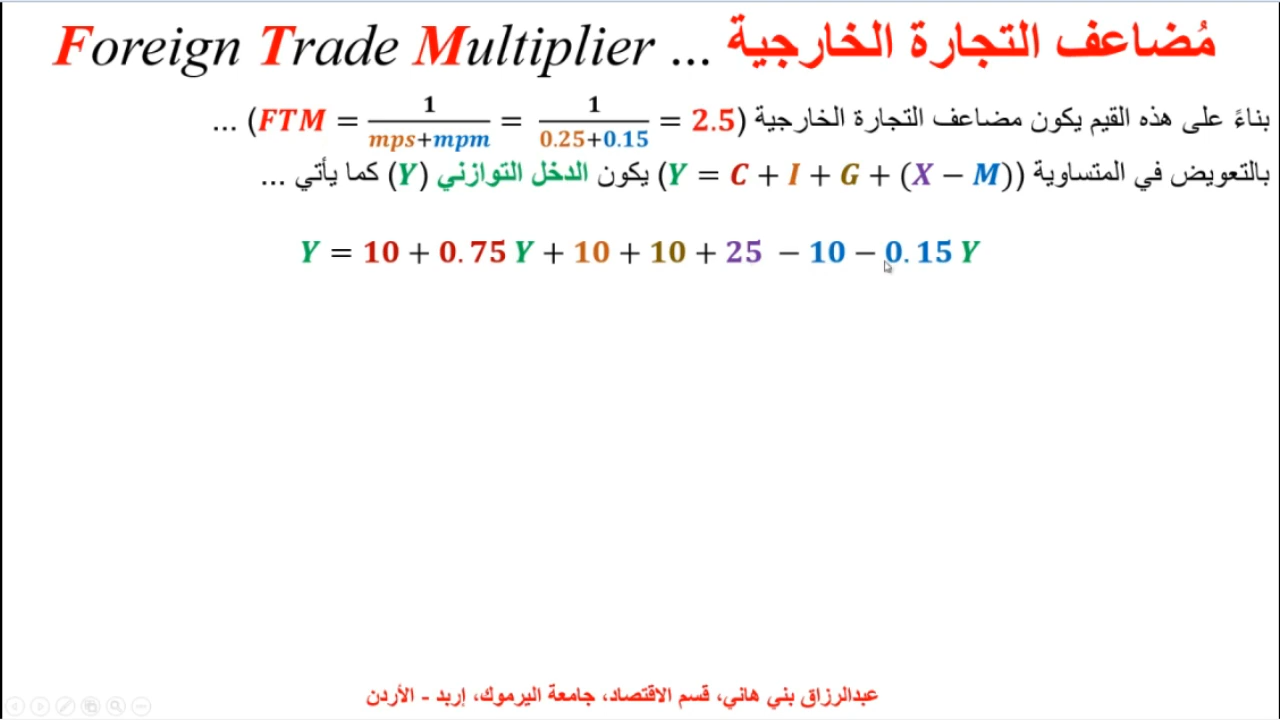 مُضاعف التجارة الخارجية ... Foreign Trade Multiplier
بناءً على هذه القيم يكون مضاعف التجارة الخارجية (FTM = 1/(mps+mpm) = 1/(0.25+0.15) = 2.5) ...
بالتعويض في المتساوية (Y = C + I + G + (X − M)) يكون الدخل التوازني (Y) كما يأتي ...
Y = 10 + 0.75 Y + 10 + 10 + 25 − 10 − 0.15 Y
عبدالرزاق بني هاني، قسم الاقتصاد، جامعة اليرموك، إربد - الأردن